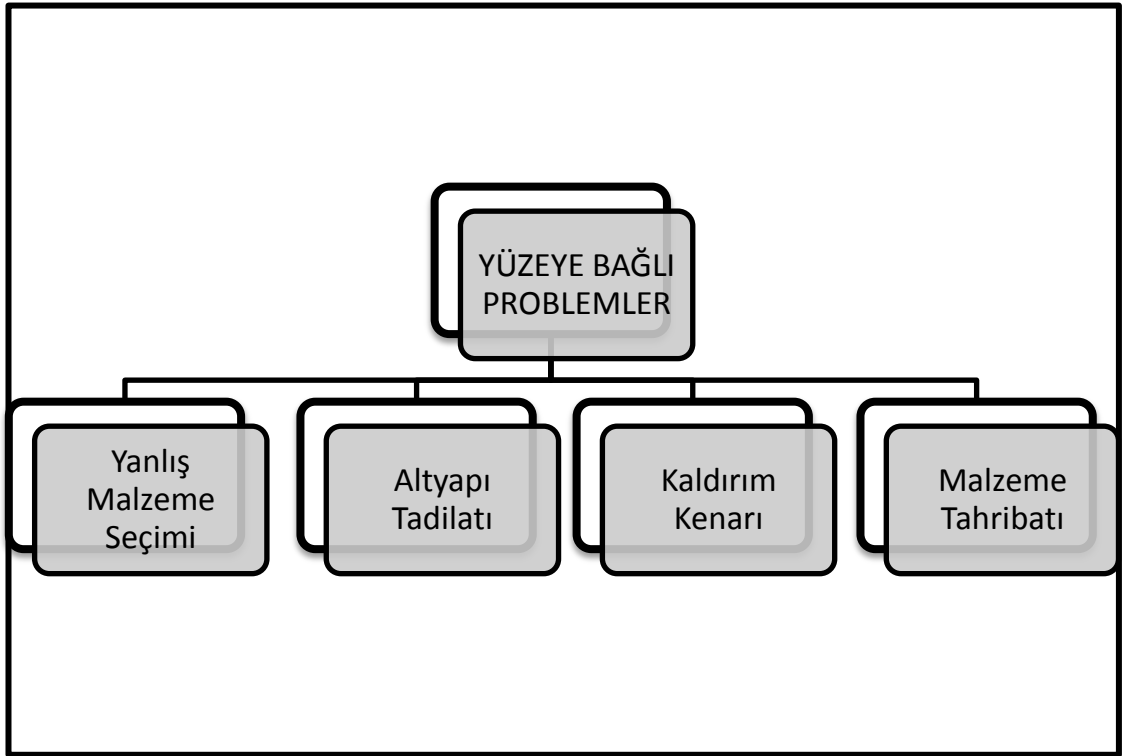 YÜZEYE BAĞLI
PROBLEMLER
Yanlış
Malzeme
Seçimi
Altyapı
Tadilatı
Kaldırım
Kenarı
Malzeme
Tahribatı